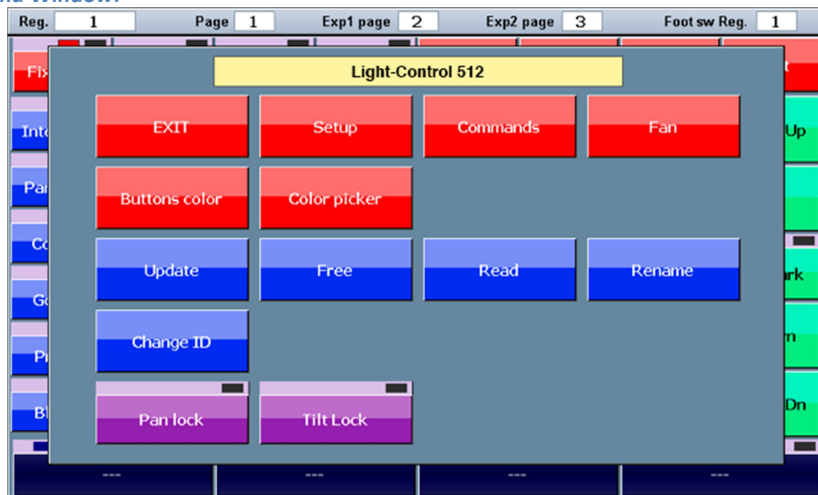 Reg. 1 Page 1 Exp1 page 2 Exp2 page 3 Foot sw Reg. 1
Light-Control 512
EXIT Setup Commands Fan
Up
Buttons color Color picker
Update Free Read Rename
Change ID
Pan lock Tilt Lock
Dn
--- --- --- ---